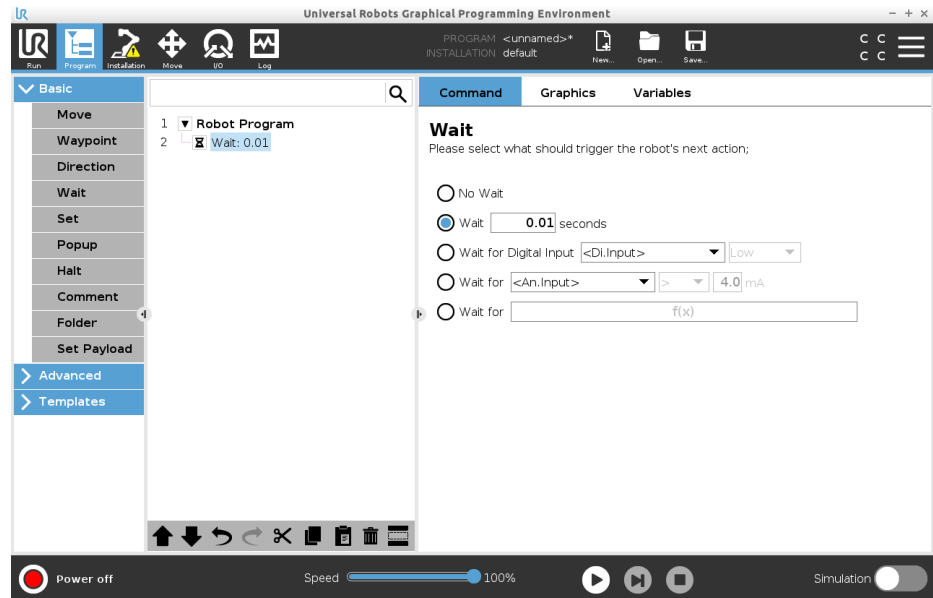 Universal Robots Graphical Programming Environment
Run
Program
Installation
Move
I/O
Log
PROGRAM <unnamed>*
INSTALLATION default
New...
Open...
Save...
C C
C C
Basic
Move
Waypoint
Direction
Wait
Set
Popup
Halt
Comment
Folder
Set Payload
Advanced
Templates
1 Robot Program
2 Wait: 0.01
Command Graphics Variables
Wait
Please select what should trigger the robot's next action;
No Wait
Wait 0.01 seconds
Wait for Digital Input <Di.Input> Low
Wait for <An.Input> > 4.0 mA
Wait for f(x)
Power off
Speed 100%
Simulation